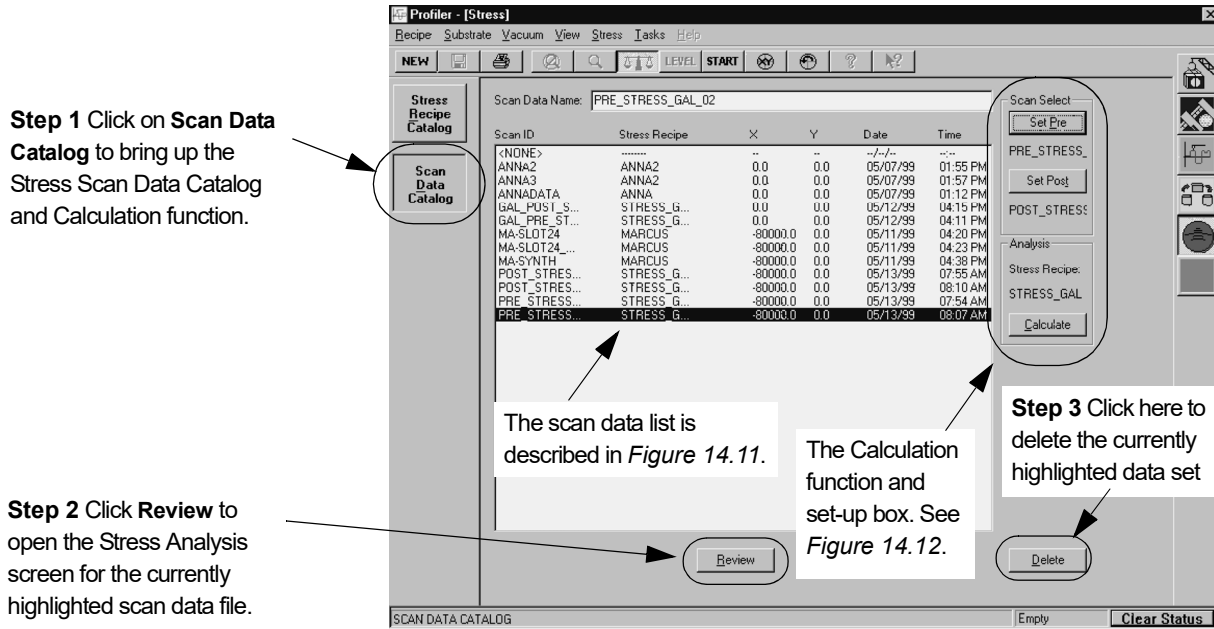 Profiler - [Stress]
Recipe Substrate Vacuum View Stress Tasks Help
NEW LEVEL START XY ? ?
Stress
Recipe
Catalog
Scan
Data
Catalog
Scan Data Name: PRE_STRESS_GAL_02
Scan ID Stress Recipe X Y Date Time
<NONE> -------- -- -- --/--/-- --:--
ANNA2 ANNA2 0.0 0.0 05/07/99 01:55 PM
ANNA3 ANNA2 0.0 0.0 05/07/99 01:57 PM
ANNADATA ANNA 0.0 0.0 05/07/99 01:12 PM
GAL_POST_S... STRESS_G... 0.0 0.0 05/12/99 04:15 PM
GAL_PRE_ST... STRESS_G... 0.0 0.0 05/12/99 04:11 PM
MA-SLOT24 MARCUS -80000.0 0.0 05/11/99 04:20 PM
MA-SLOT24_... MARCUS -80000.0 0.0 05/11/99 04:23 PM
MA-SYNTH MARCUS -80000.0 0.0 05/11/99 04:38 PM
POST_STRES... STRESS_G... -80000.0 0.0 05/13/99 07:55 AM
POST_STRES... STRESS_G... -80000.0 0.0 05/13/99 08:10 AM
PRE_STRESS... STRESS_G... -80000.0 0.0 05/13/99 07:54 AM
PRE_STRESS... STRESS_G... -80000.0 0.0 05/13/99 08:07 AM
Scan Select
Set Pre
PRE_STRESS_
Set Post
POST_STRESS
Analysis
Stress Recipe:
STRESS_GAL
Calculate
Review
Delete
SCAN DATA CATALOG Empty Clear Status
Step 1 Click on Scan Data
Catalog to bring up the
Stress Scan Data Catalog
and Calculation function.
The scan data list is
described in Figure 14.11.
The Calculation
function and
set-up box. See
Figure 14.12.
Step 3 Click here to
delete the currently
highlighted data set
Step 2 Click Review to
open the Stress Analysis
screen for the currently
highlighted scan data file.